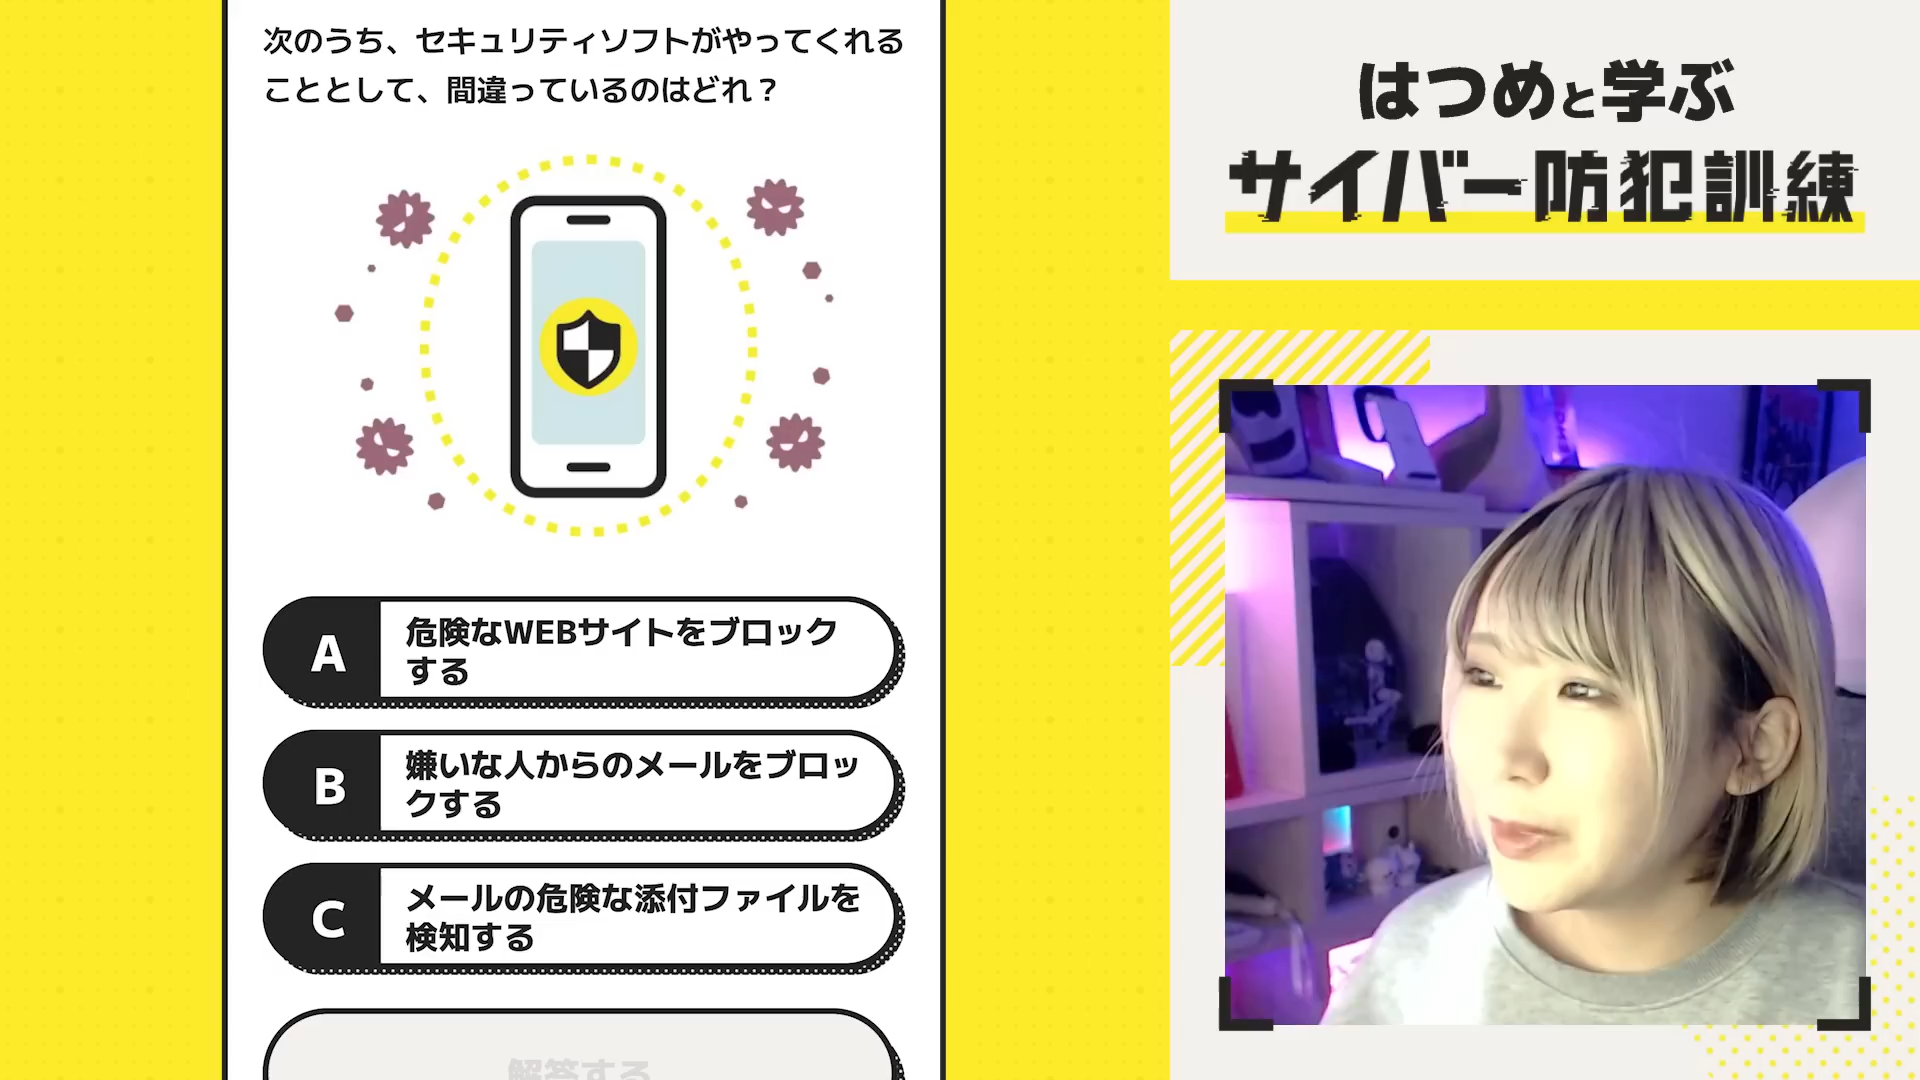 次のうち、セキュリティソフトがやってくれる
こととして、間違っているのはどれ？
A
危険なWEBサイトをブロック
する
B
嫌いな人からのメールをブロッ
クする
C
メールの危険な添付ファイルを
検知する
解答する
はつめと学ぶ
サイバー防犯訓練